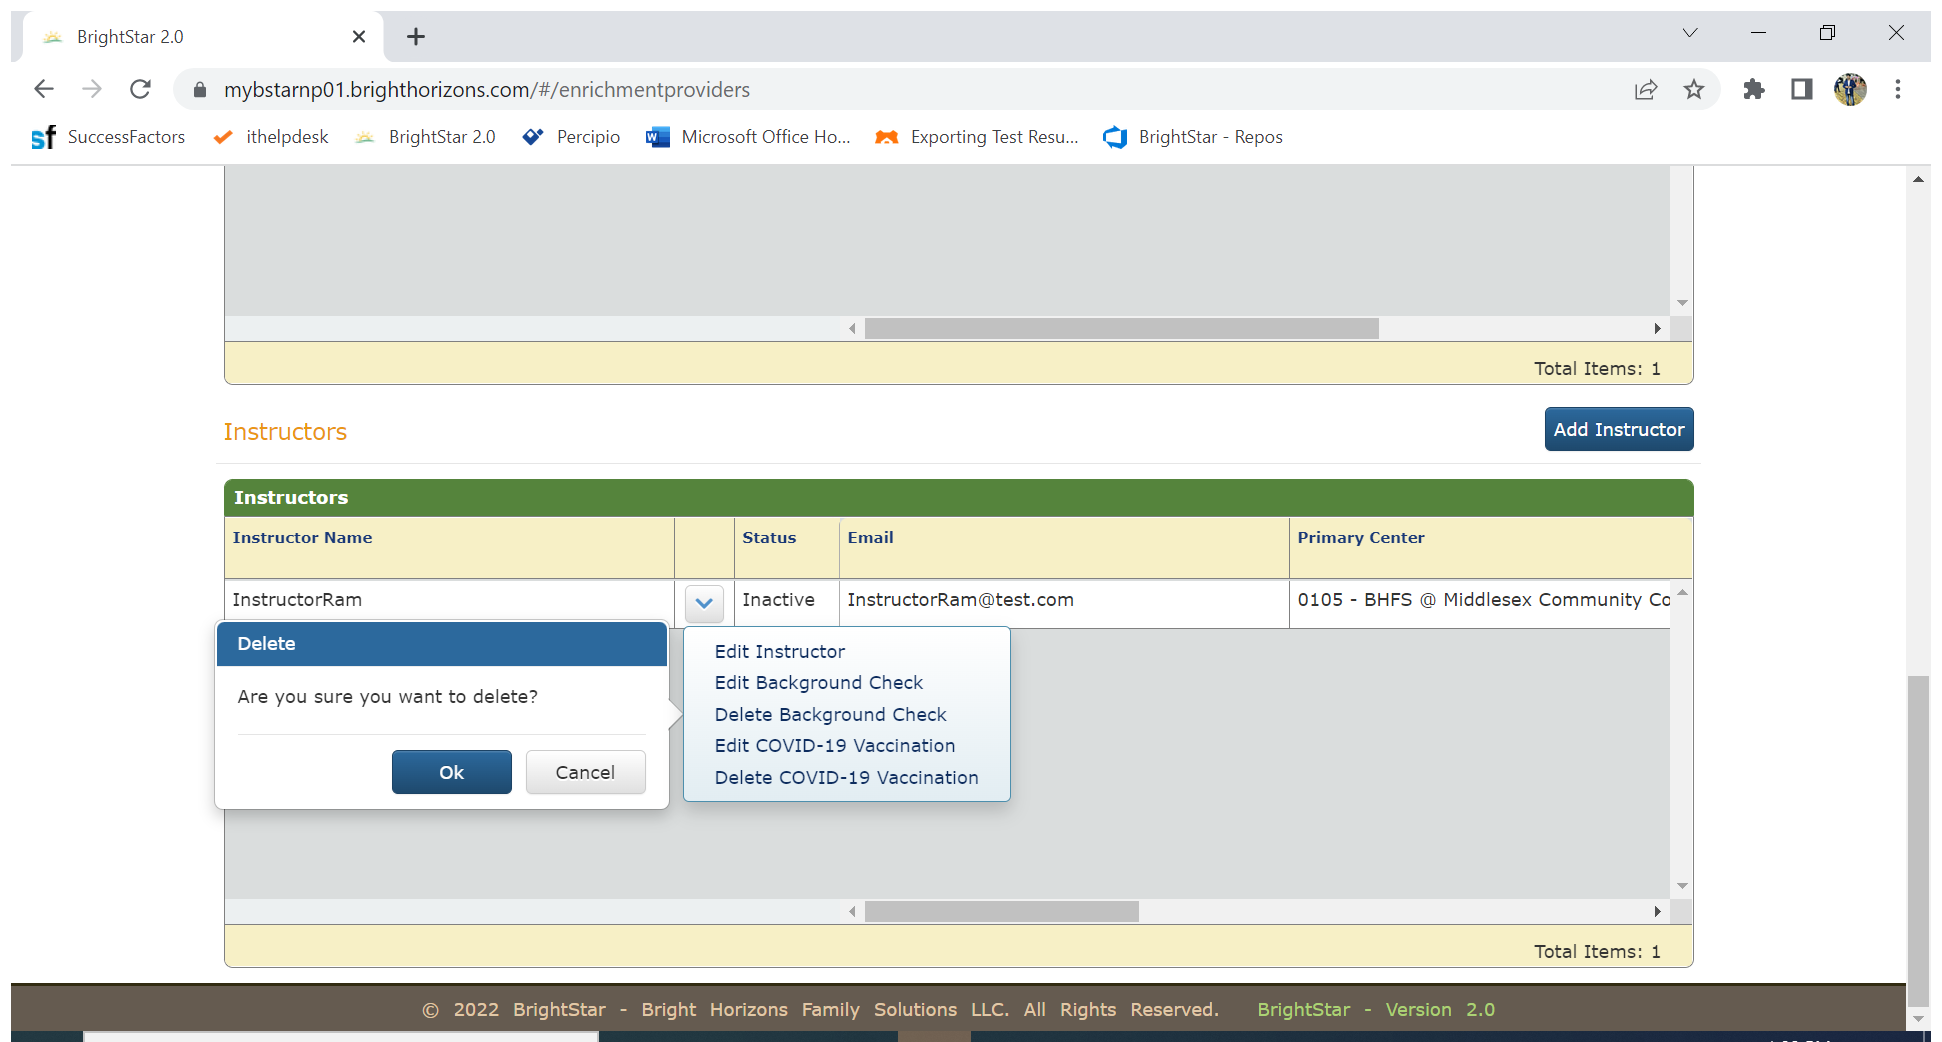 BrightStar 2.0
mybstarnp01.brighthorizons.com/#/enrichmentproviders
sf SuccessFactors ithelpdesk BrightStar 2.0 Percipio Microsoft Office Ho... Exporting Test Resu... BrightStar - Repos
Total Items: 1
Instructors
Add Instructor
Instructors
Instructor Name Status Email Primary Center
InstructorRam Inactive InstructorRam@test.com 0105 - BHFS @ Middlesex Community Co
Delete
Are you sure you want to delete?
Ok Cancel
Edit Instructor
Edit Background Check
Delete Background Check
Edit COVID-19 Vaccination
Delete COVID-19 Vaccination
Total Items: 1
© 2022 BrightStar - Bright Horizons Family Solutions LLC. All Rights Reserved. BrightStar - Version 2.0